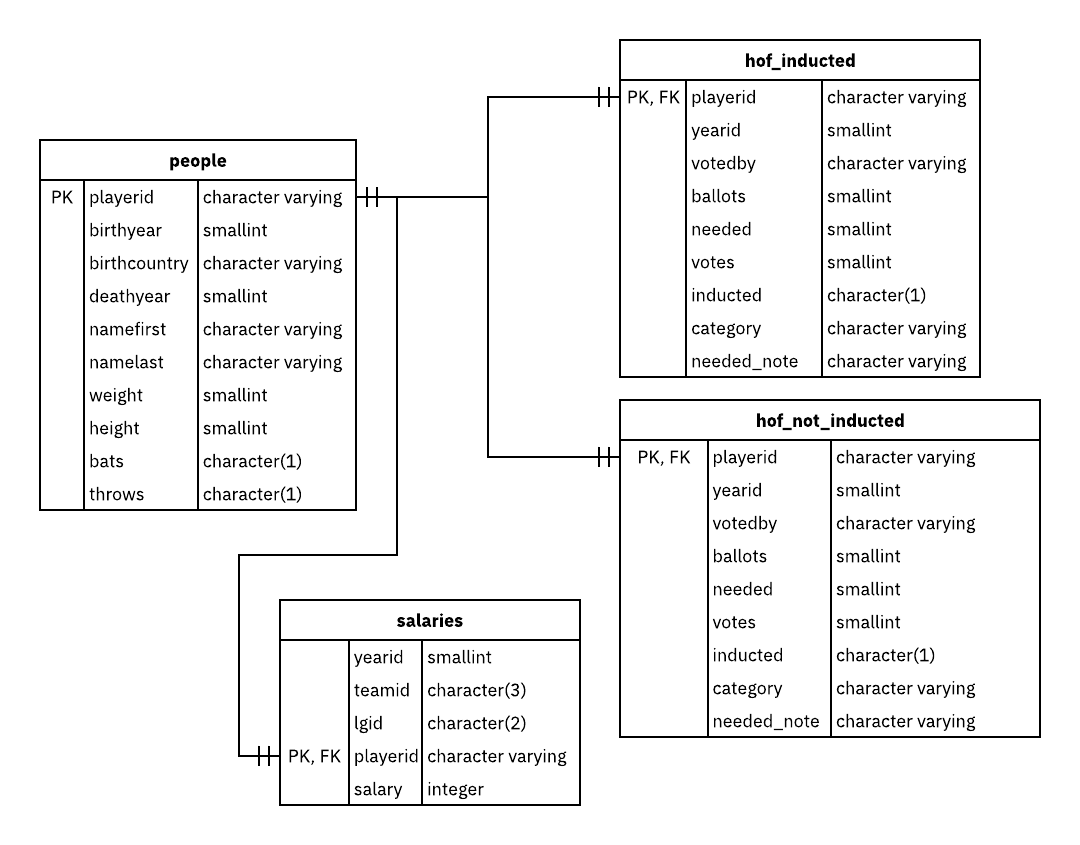 people
PK playerid character varying
birthyear smallint
birthcountry character varying
deathyear smallint
namefirst character varying
namelast character varying
weight smallint
height smallint
bats character(1)
throws character(1)
hof_inducted
PK, FK playerid character varying
yearid smallint
votedby character varying
ballots smallint
needed smallint
votes smallint
inducted character(1)
category character varying
needed_note character varying
hof_not_inducted
PK, FK playerid character varying
yearid smallint
votedby character varying
ballots smallint
needed smallint
votes smallint
inducted character(1)
category character varying
needed_note character varying
salaries
yearid smallint
teamid character(3)
lgid character(2)
PK, FK playerid character varying
salary integer